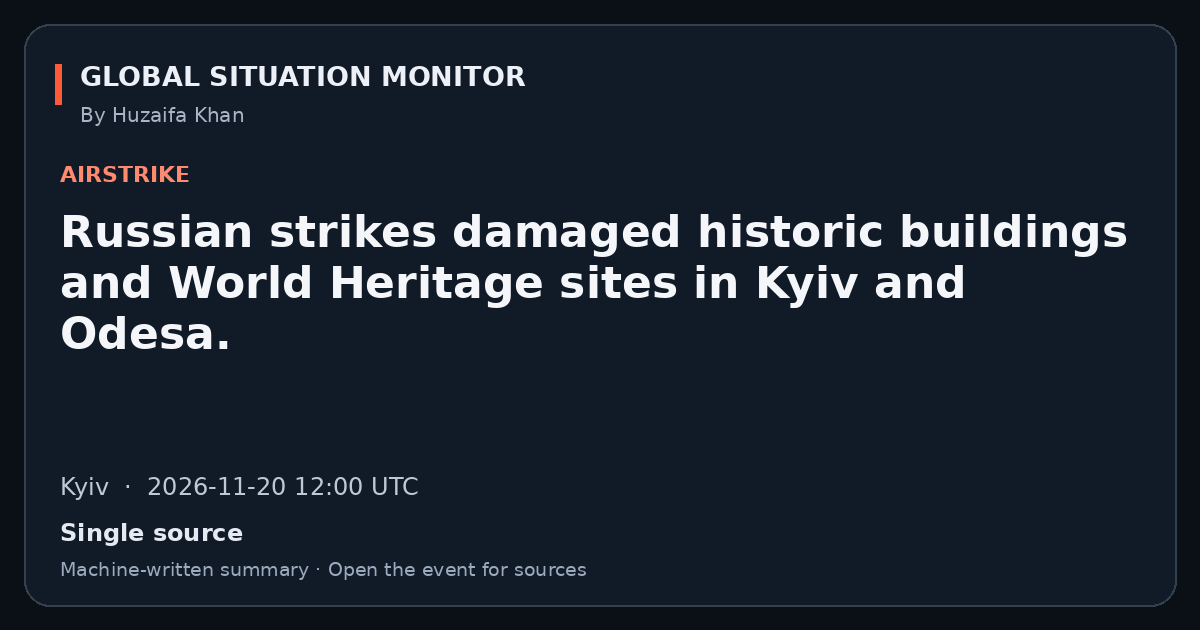 GLOBAL SITUATION MONITOR
By Huzaifa Khan
AIRSTRIKE
Russian strikes damaged historic buildings
and World Heritage sites in Kyiv and
Odesa.
Kyiv · 2026-11-20 12:00 UTC
Single source
Machine-written summary · Open the event for sources